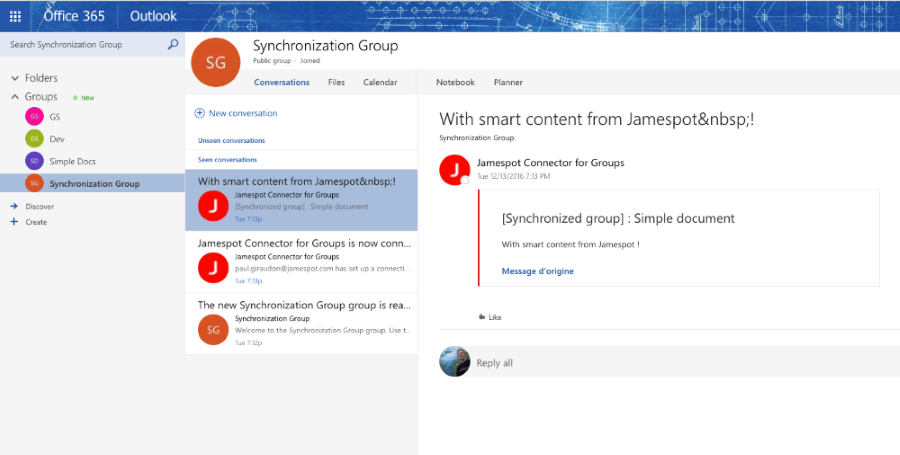 Office 365
Outlook
Search Synchronization Group
Folders
Groups
New
GS
GS
DE
Dev
SD
Simple Docs
SG
Synchronization Group
Discover
Create
SG
Synchronization Group
Public group · Joined
Conversations
Files
Calendar
Notebook
Planner
New conversation
Unseen conversations
Seen conversations
With smart content from Jamespot&nbsp;!
J
Jamespot Connector for Groups
[Synchronized group] : Simple document
Tue 7:13p
Jamespot Connector for Groups is now conn...
J
Jamespot Connector for Groups
paul.giraudon@jamespot.com has set up a connecti...
Tue 7:13p
The new Synchronization Group group is rea...
SG
Synchronization Group
Welcome to the Synchronization Group group. Use t...
Tue 7:12p
With smart content from Jamespot&nbsp;!
Synchronization Group;
J
Jamespot Connector for Groups
Tue 12/13/2016 7:13 PM
[Synchronized group] : Simple document
With smart content from Jamespot !
Message d'origine
Like
Reply all